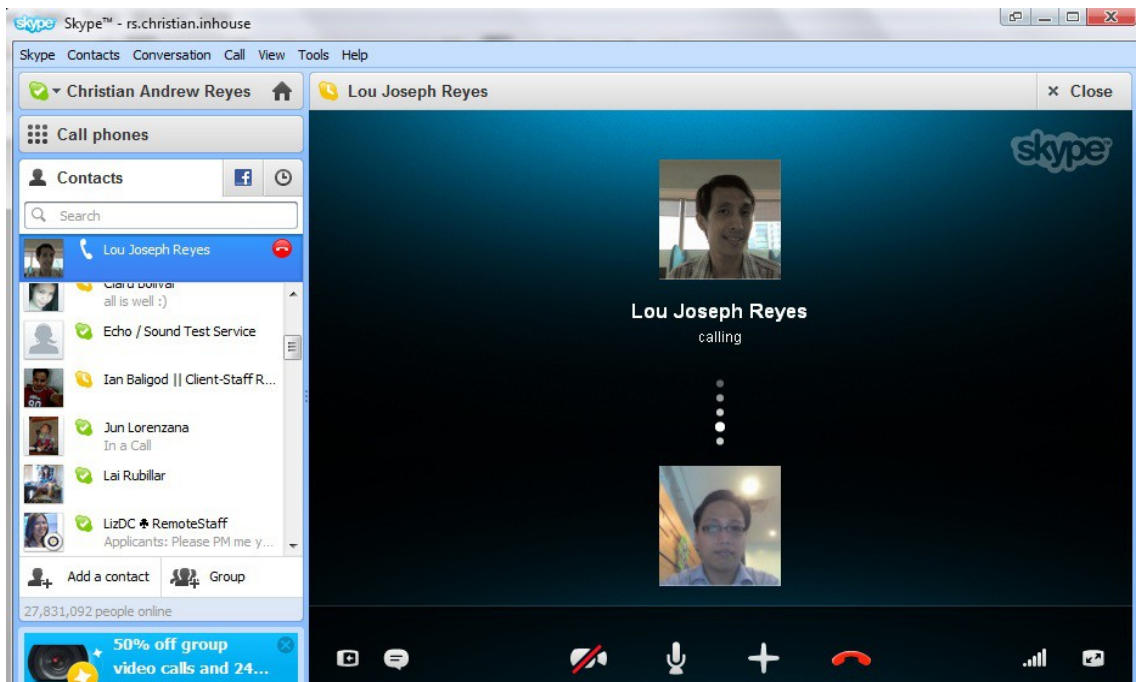 skype Skype™ - rs.christian.inhouse
Skype Contacts Conversation Call View Tools Help
Christian Andrew Reyes
Call phones
Contacts
Search
Lou Joseph Reyes
all is well :)
Echo / Sound Test Service
Ian Baligod || Client-Staff R...
Jun Lorenzana
In a Call
Lai Rubillar
LizDC ♣ RemoteStaff
Applicants: Please PM me y...
Add a contact Group
27,831,092 people online
50% off group
video calls and 24...
Lou Joseph Reyes
Close
skype
Lou Joseph Reyes
calling